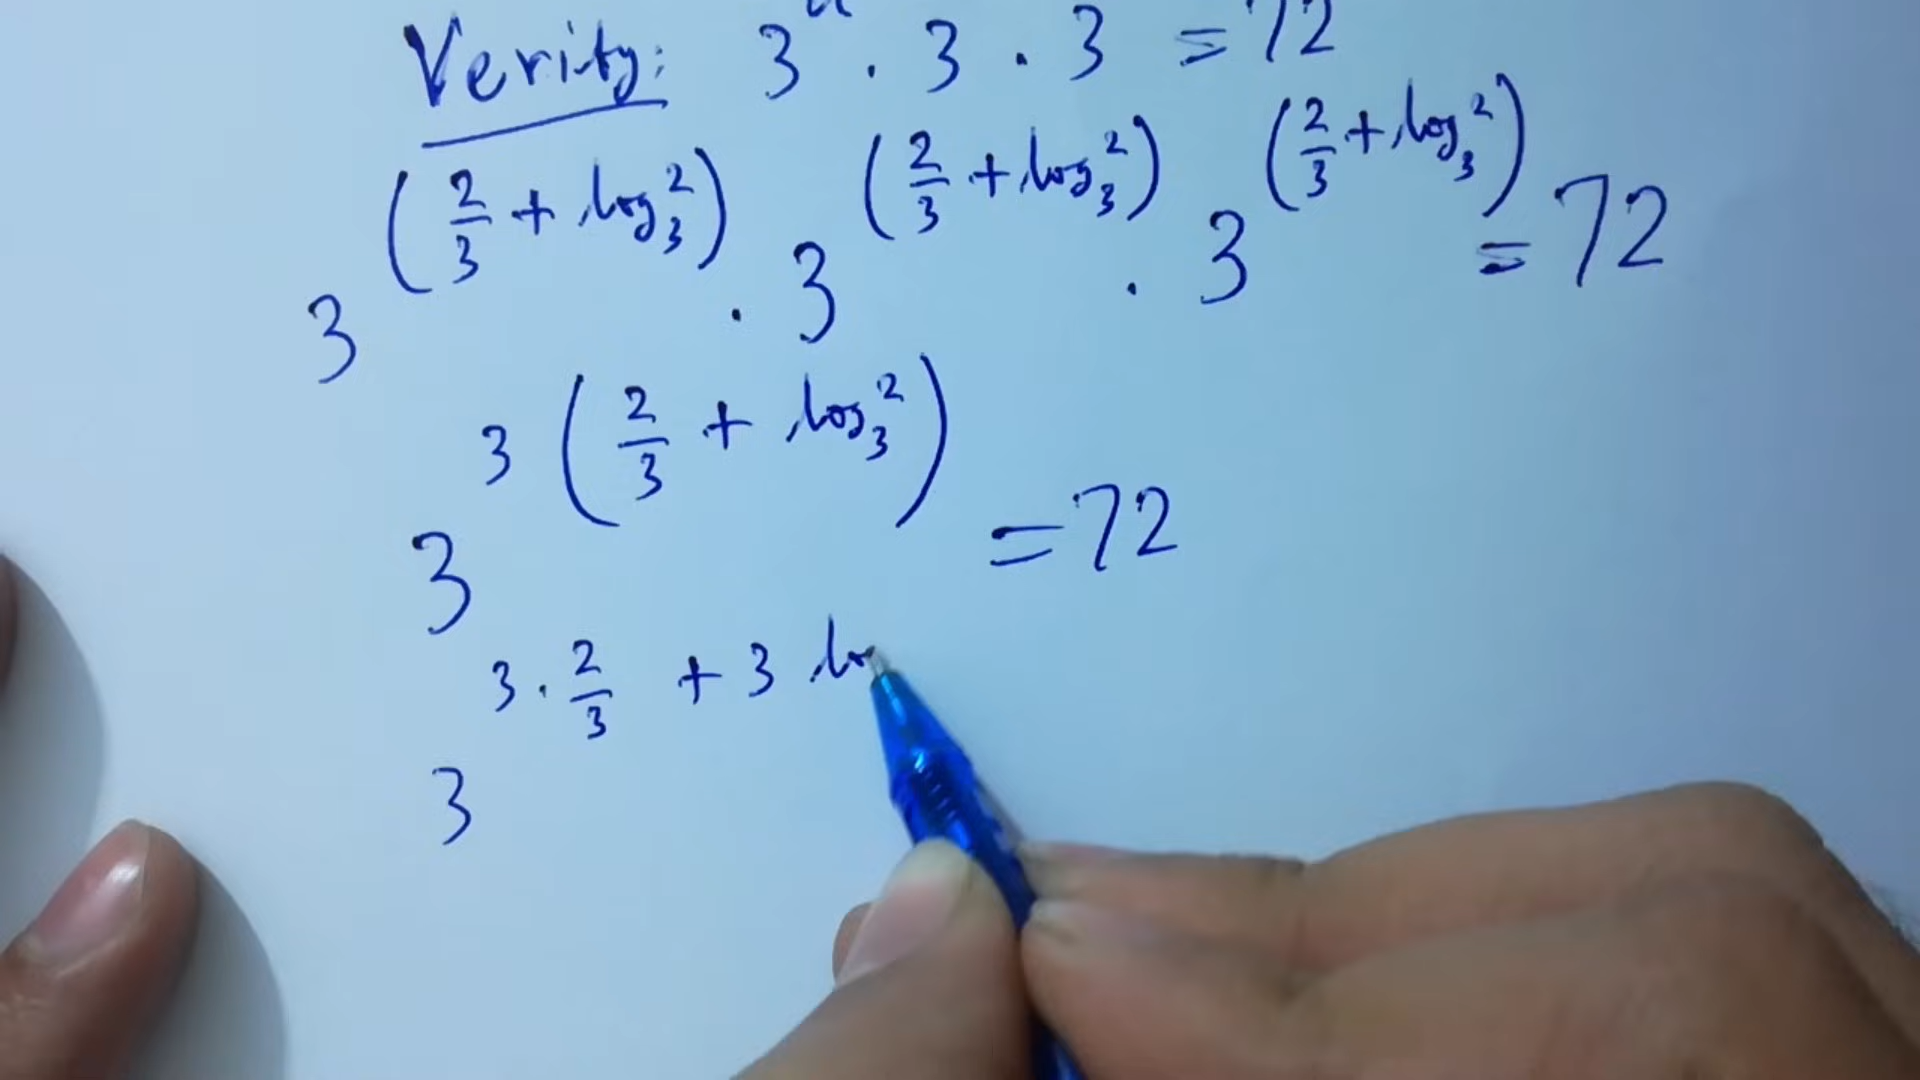 Verify: 3 . 3 . 3 = 72
3^(2/3 + log_3^2) . 3^(2/3 + log_3^2) . 3^(2/3 + log_3^2) = 72
3^3(2/3 + log_3^2) = 72
3^3 . 2/3 + 3 lo